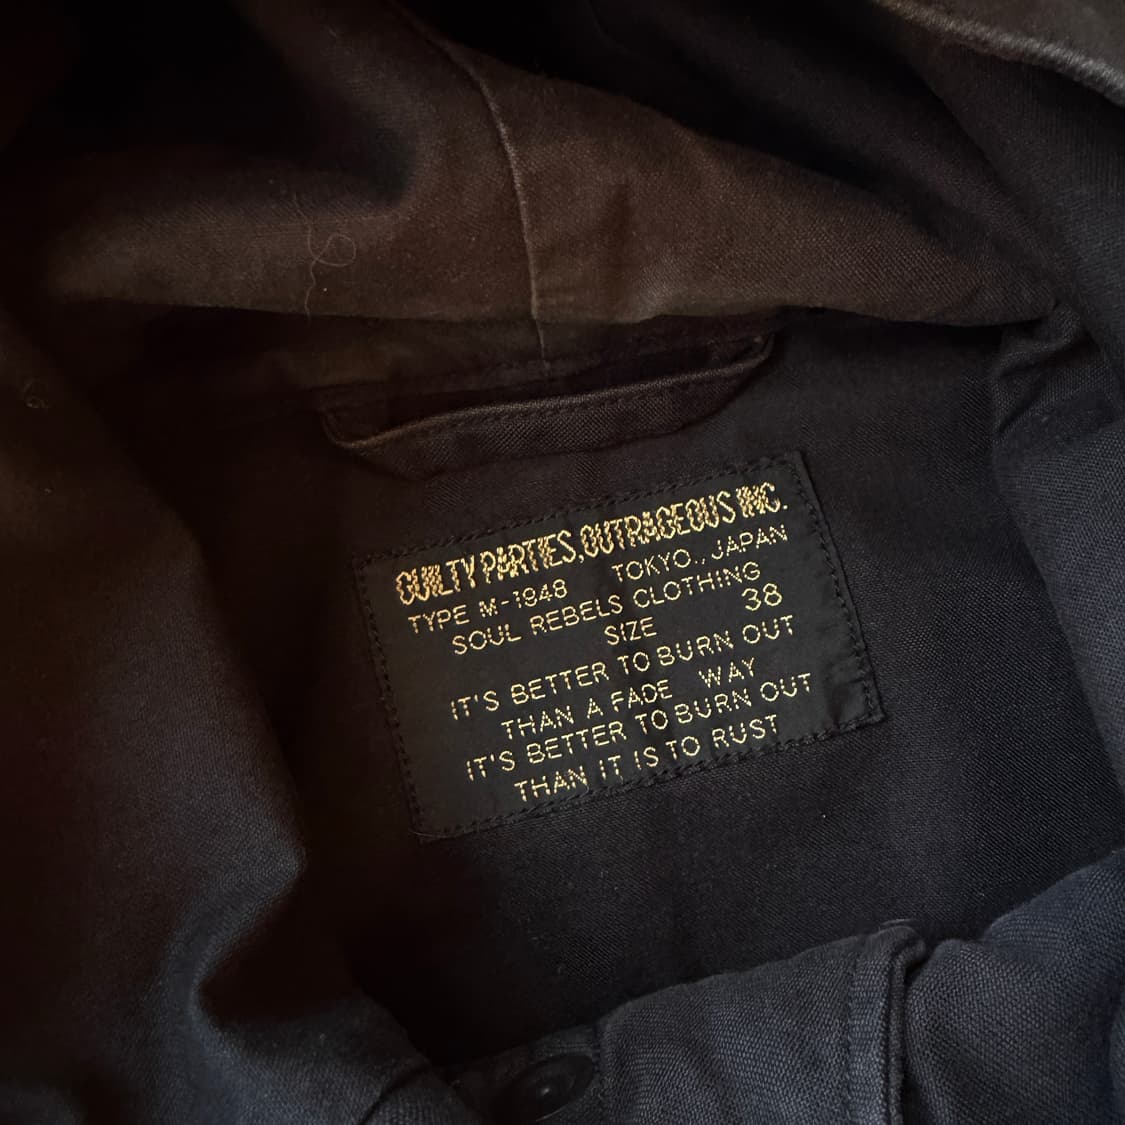 GUILTY PARTIES, OUTRAGEOUS INC.
TYPE M-1948 TOKYO., JAPAN
SOUL REBELS CLOTHING
SIZE 38
IT'S BETTER TO BURN OUT
THAN A FADE WAY
IT'S BETTER TO BURN OUT
THAN IT IS TO RUST